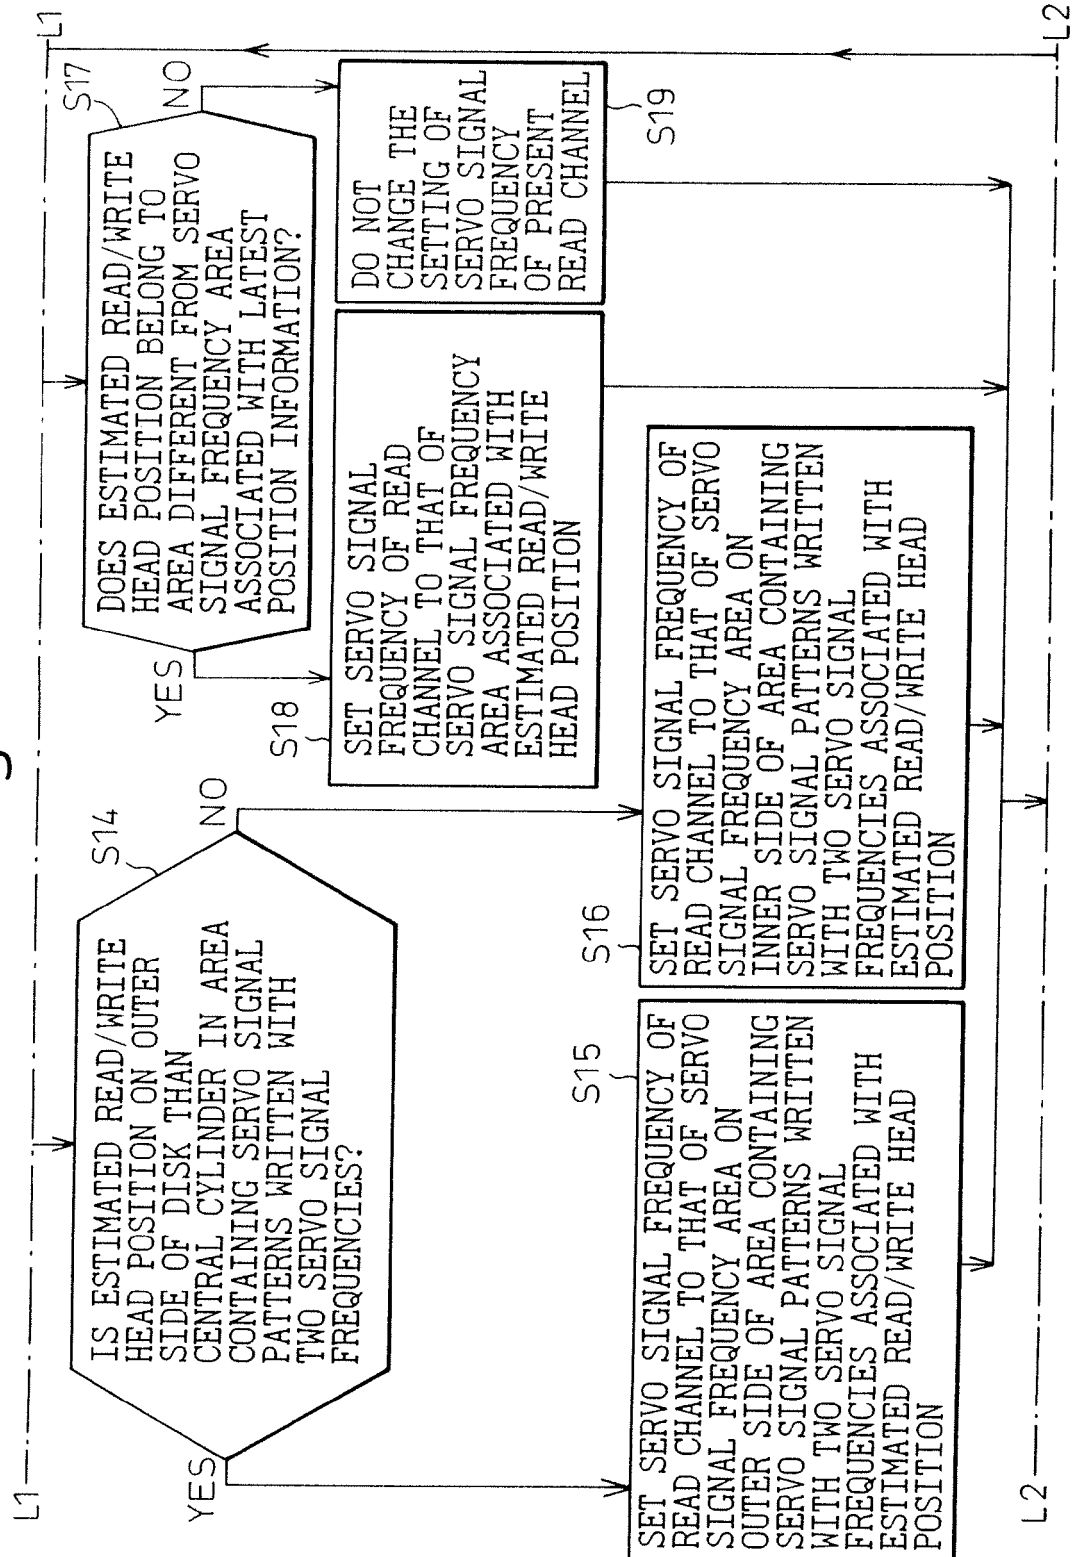 L1
L1
S14
IS ESTIMATED READ/WRITE
HEAD POSITION ON OUTER
SIDE OF DISK THAN
CENTRAL CYLINDER IN AREA
CONTAINING SERVO SIGNAL
PATTERNS WRITTEN WITH
TWO SERVO SIGNAL
FREQUENCIES?
YES
NO
S17
DOES ESTIMATED READ/WRITE
HEAD POSITION BELONG TO
AREA DIFFERENT FROM SERVO
SIGNAL FREQUENCY AREA
ASSOCIATED WITH LATEST
POSITION INFORMATION?
YES
NO
S18
SET SERVO SIGNAL
FREQUENCY OF READ
CHANNEL TO THAT OF
SERVO SIGNAL FREQUENCY
AREA ASSOCIATED WITH
ESTIMATED READ/WRITE
HEAD POSITION
DO NOT
CHANGE THE
SETTING OF
SERVO SIGNAL
FREQUENCY
OF PRESENT
READ CHANNEL
S19
S15
SET SERVO SIGNAL FREQUENCY OF
READ CHANNEL TO THAT OF SERVO
SIGNAL FREQUENCY AREA ON
OUTER SIDE OF AREA CONTAINING
SERVO SIGNAL PATTERNS WRITTEN
WITH TWO SERVO SIGNAL
FREQUENCIES ASSOCIATED WITH
ESTIMATED READ/WRITE HEAD
POSITION
S16
SET SERVO SIGNAL FREQUENCY OF
READ CHANNEL TO THAT OF SERVO
SIGNAL FREQUENCY AREA ON
INNER SIDE OF AREA CONTAINING
SERVO SIGNAL PATTERNS WRITTEN
WITH TWO SERVO SIGNAL
FREQUENCIES ASSOCIATED WITH
ESTIMATED READ/WRITE HEAD
POSITION
L2
L2